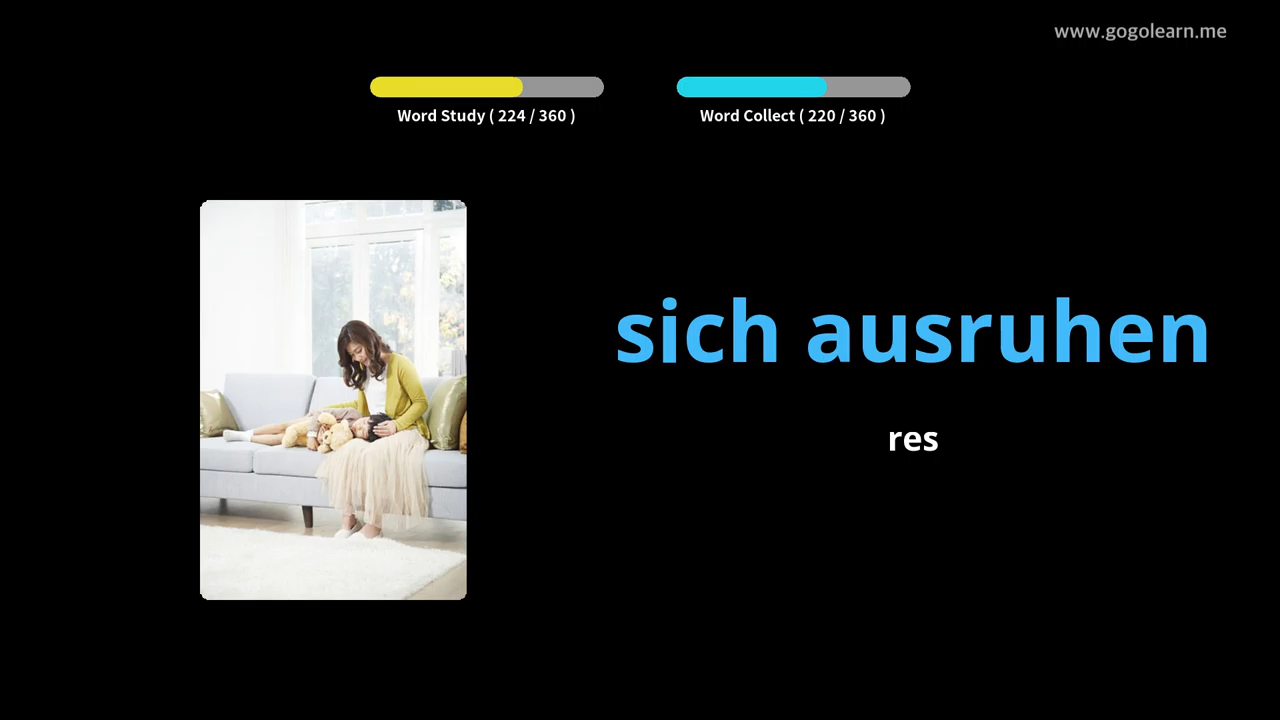 www.gogolearn.me
Word Study ( 224 / 360 )
Word Collect ( 220 / 360 )
sich ausruhen
res